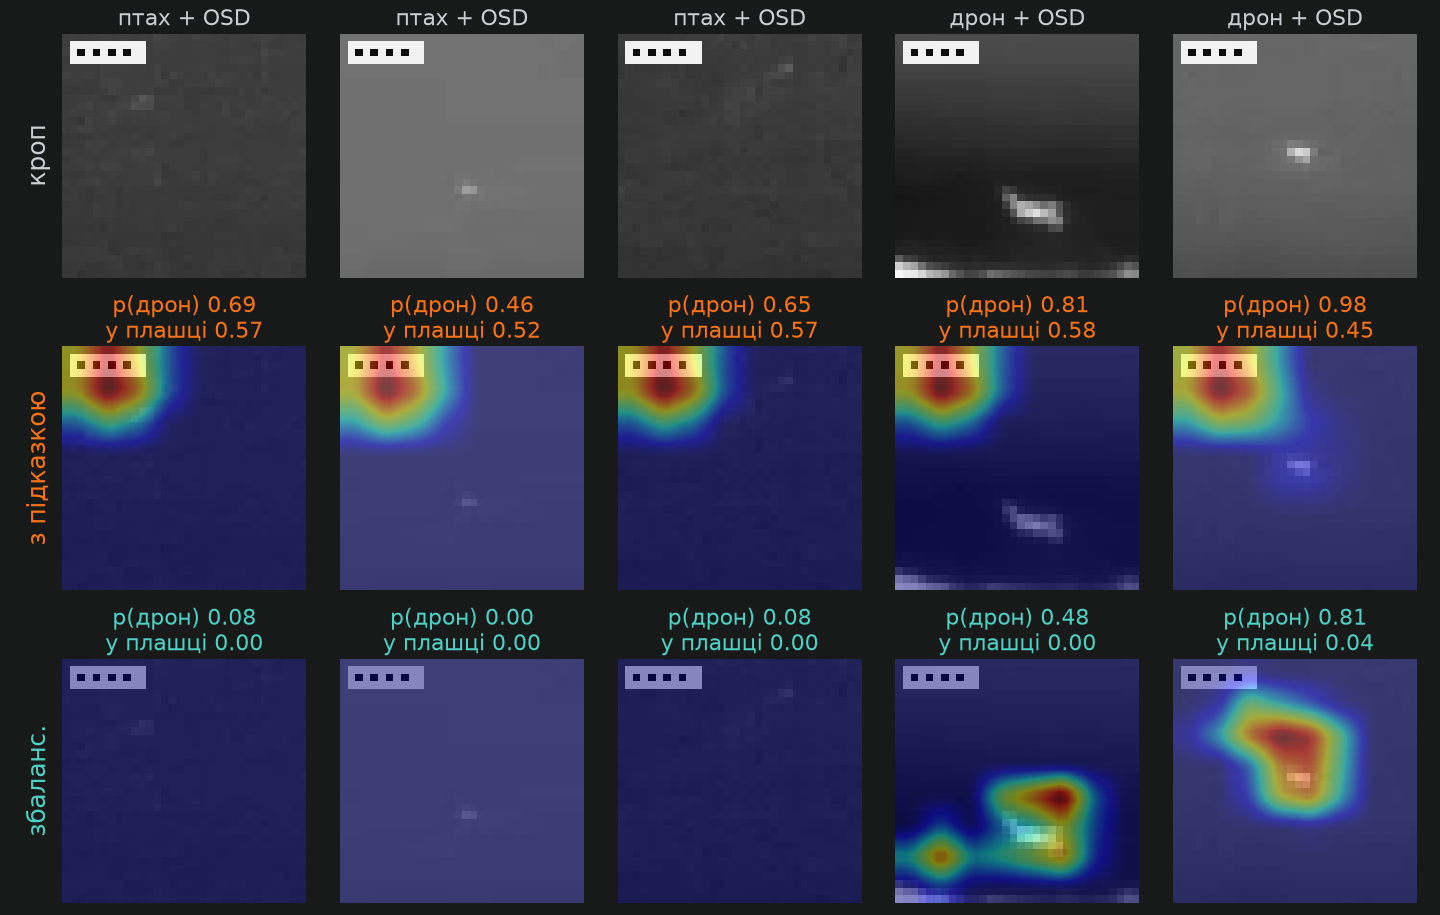 птах + OSD
птах + OSD
птах + OSD
дрон + OSD
дрон + OSD
кроп
p(дрон) 0.69
у плашці 0.57
p(дрон) 0.46
у плашці 0.52
p(дрон) 0.65
у плашці 0.57
p(дрон) 0.81
у плашці 0.58
p(дрон) 0.98
у плашці 0.45
з підказкою
p(дрон) 0.08
у плашці 0.00
p(дрон) 0.00
у плашці 0.00
p(дрон) 0.08
у плашці 0.00
p(дрон) 0.48
у плашці 0.00
p(дрон) 0.81
у плашці 0.04
збаланс.